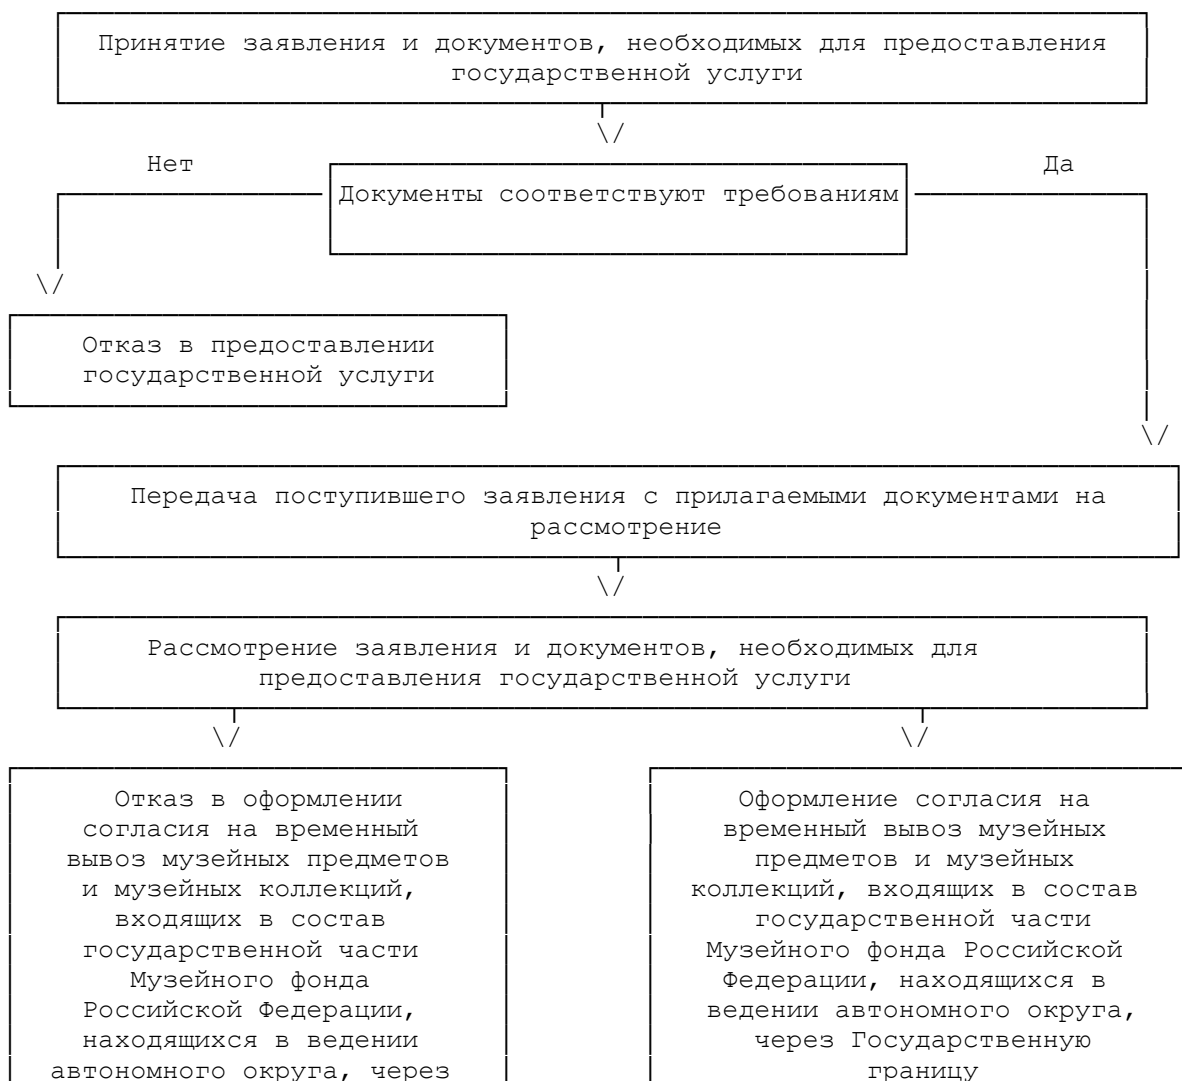 Принятие заявления и документов, необходимых для предоставления
государственной услуги
\/
Нет
Да
Документы соответствуют требованиям
\/
Отказ в предоставлении
государственной услуги
\/
Передача поступившего заявления с прилагаемыми документами на
рассмотрение
\/
Рассмотрение заявления и документов, необходимых для
предоставления государственной услуги
\/
\/
Отказ в оформлении
согласия на временный
вывоз музейных предметов
и музейных коллекций,
входящих в состав
государственной части
Музейного фонда
Российской Федерации,
находящихся в ведении
автономного округа, через
Оформление согласия на
временный вывоз музейных
предметов и музейных
коллекций, входящих в состав
государственной части
Музейного фонда Российской
Федерации, находящихся в
ведении автономного округа,
через Государственную
границу